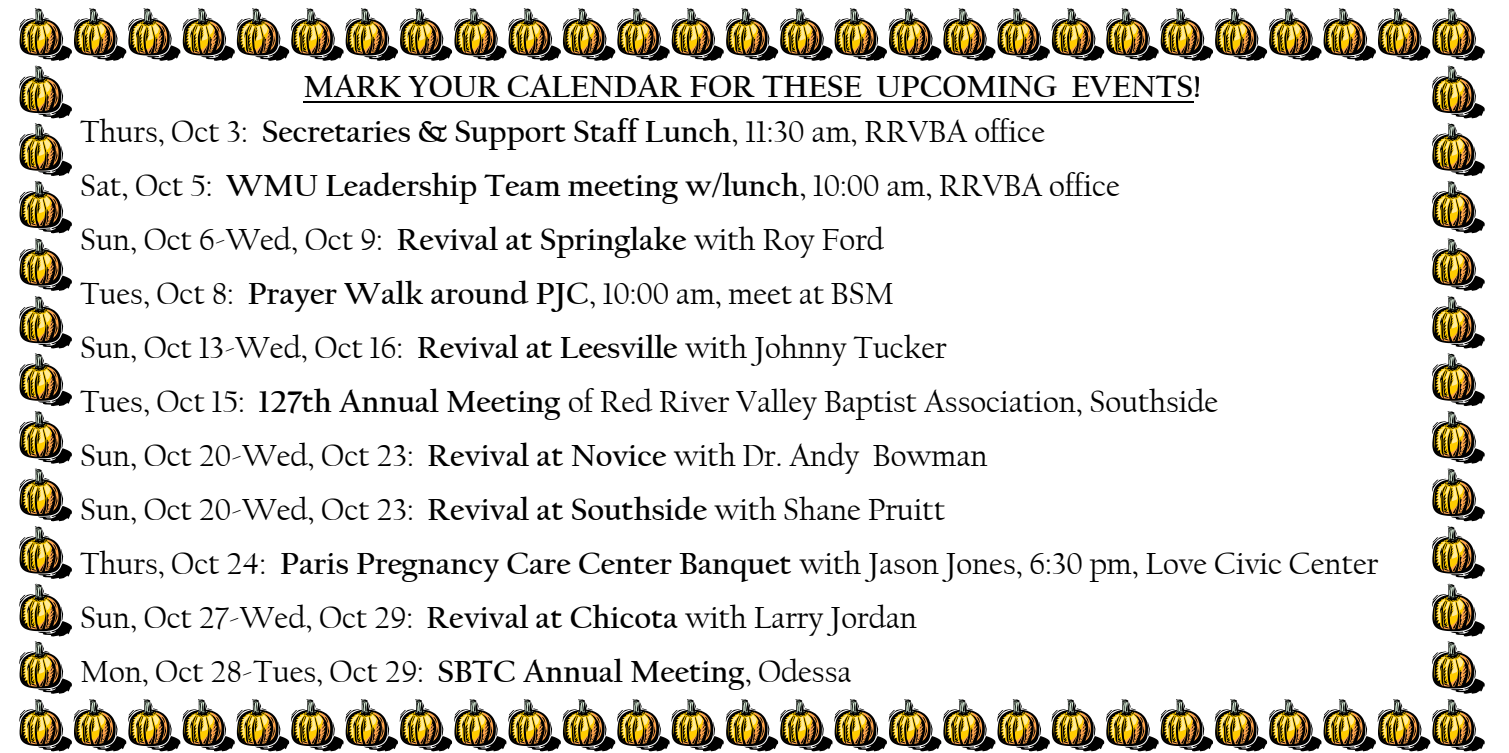 MARK YOUR CALENDAR FOR THESE UPCOMING EVENTS!
Thurs, Oct 3: Secretaries & Support Staff Lunch, 11:30 am, RRVBA office
Sat, Oct 5: WMU Leadership Team meeting w/lunch, 10:00 am, RRVBA office
Sun, Oct 6-Wed, Oct 9: Revival at Springlake with Roy Ford
Tues, Oct 8: Prayer Walk around PJC, 10:00 am, meet at BSM
Sun, Oct 13-Wed, Oct 16: Revival at Leesville with Johnny Tucker
Tues, Oct 15: 127th Annual Meeting of Red River Valley Baptist Association, Southside
Sun, Oct 20-Wed, Oct 23: Revival at Novice with Dr. Andy Bowman
Sun, Oct 20-Wed, Oct 23: Revival at Southside with Shane Pruitt
Thurs, Oct 24: Paris Pregnancy Care Center Banquet with Jason Jones, 6:30 pm, Love Civic Center
Sun, Oct 27-Wed, Oct 29: Revival at Chicota with Larry Jordan
Mon, Oct 28-Tues, Oct 29: SBTC Annual Meeting, Odessa